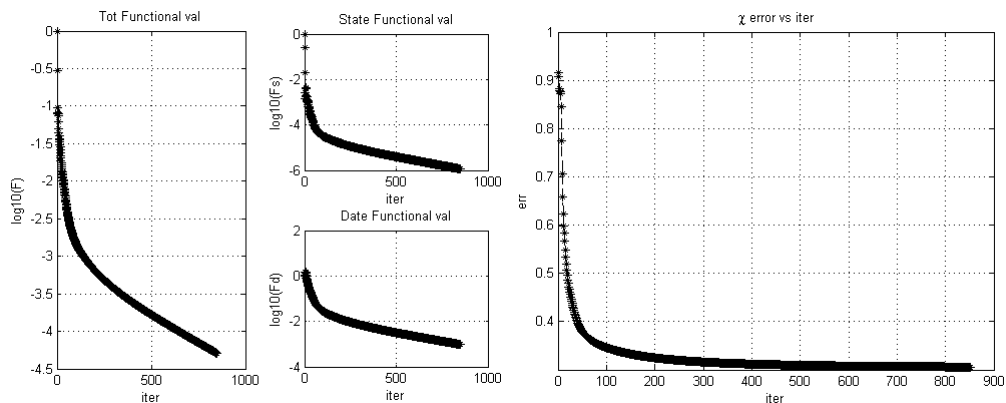 Tot Functional val
0
-0.5
-1
-1.5
-2
-2.5
-3
-3.5
-4
-4.5
log10(F)
0 500 1000
iter
State Functional val
0
-2
-4
-6
log10(Fs)
0 500 1000
iter
Date Functional val
2
0
-2
-4
log10(Fd)
0 500 1000
iter
χ error vs iter
1
0.9
0.8
0.7
0.6
0.5
0.4
err
0 100 200 300 400 500 600 700 800 900
iter